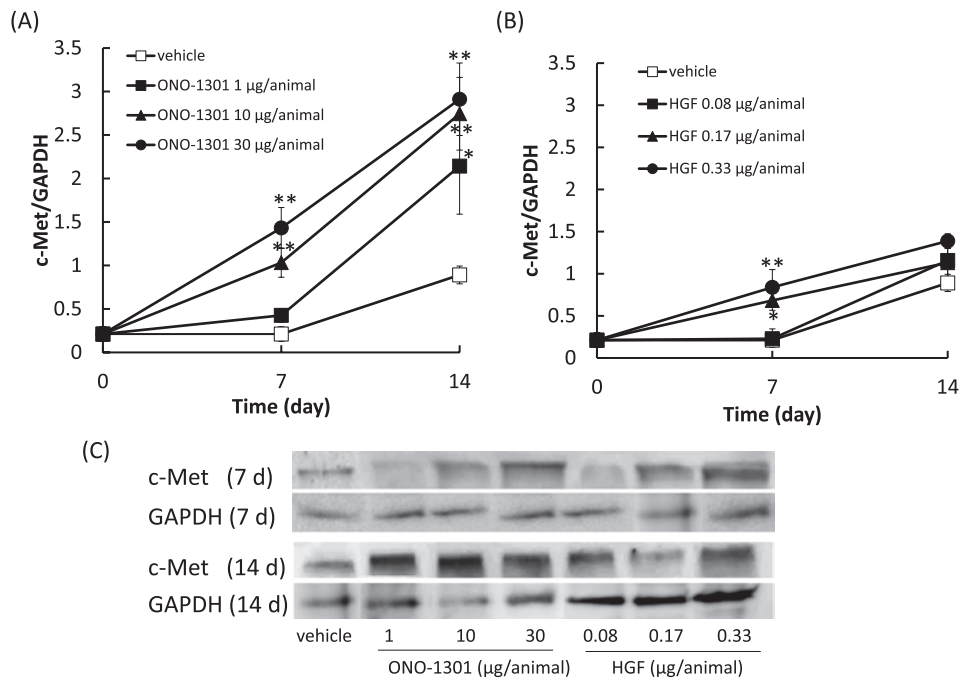 (A)
3.5
3
2.5
2
1.5
1
0.5
0
c-Met/GAPDH
vehicle
ONO-1301 1 μg/animal
ONO-1301 10 μg/animal
ONO-1301 30 μg/animal
**
**
*
**
**
0 7 14
Time (day)
(B)
3.5
3
2.5
2
1.5
1
0.5
0
c-Met/GAPDH
vehicle
HGF 0.08 μg/animal
HGF 0.17 μg/animal
HGF 0.33 μg/animal
**
*
0 7 14
Time (day)
(C)
c-Met (7 d)
GAPDH (7 d)
c-Met (14 d)
GAPDH (14 d)
vehicle 1 10 30 0.08 0.17 0.33
ONO-1301 (μg/animal) HGF (μg/animal)